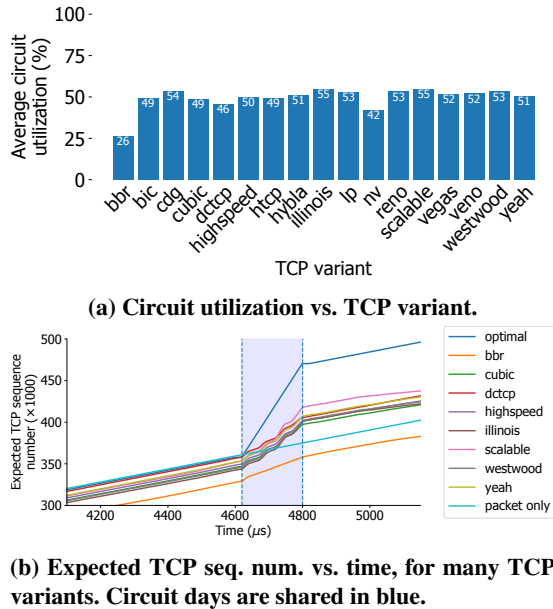 Average circuit
utilization (%)
100
50
0
26
49
54
49
46
50
49
51
55
53
42
53
55
52
52
53
51
bbr
bic
cdg
cubic
dctcp
highspeed
htcp
hybla
illinois
lp
nv
reno
scalable
vegas
veno
westwood
yeah
TCP variant
(a) Circuit utilization vs. TCP variant.
Expected TCP sequence
number (×1000)
500
450
400
350
300
4200
4400
4600
4800
5000
Time (μs)
optimal
bbr
cubic
dctcp
highspeed
illinois
scalable
westwood
yeah
packet only
(b) Expected TCP seq. num. vs. time, for many TCP
variants. Circuit days are shared in blue.